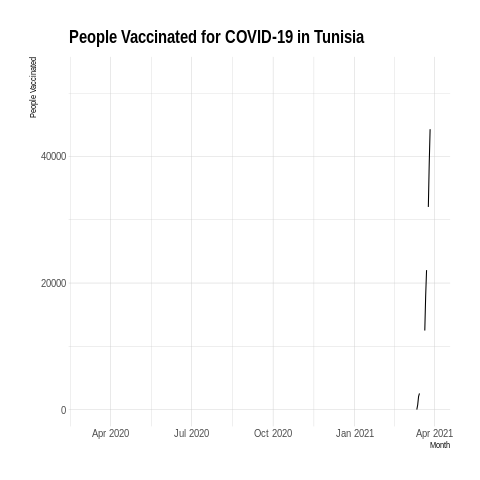 People Vaccinated for COVID-19 in Tunisia
People Vaccinated
40000
20000
0
Apr 2020 Jul 2020 Oct 2020 Jan 2021 Apr 2021
Month